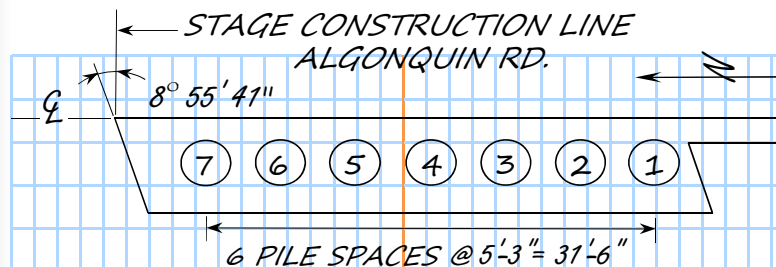 STAGE CONSTRUCTION LINE
ALGONQUIN RD.
N
8° 55' 41"
℄
7 6 5 4 3 2 1
6 PILE SPACES @ 5'-3" = 31'-6"